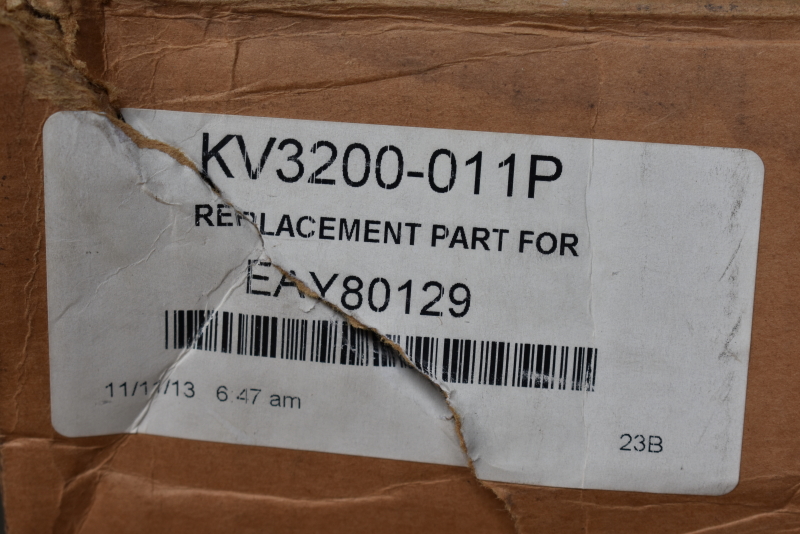 KV3200-011P
REPLACEMENT PART FOR
EAY80129
11/11/13 6:47 am
23B